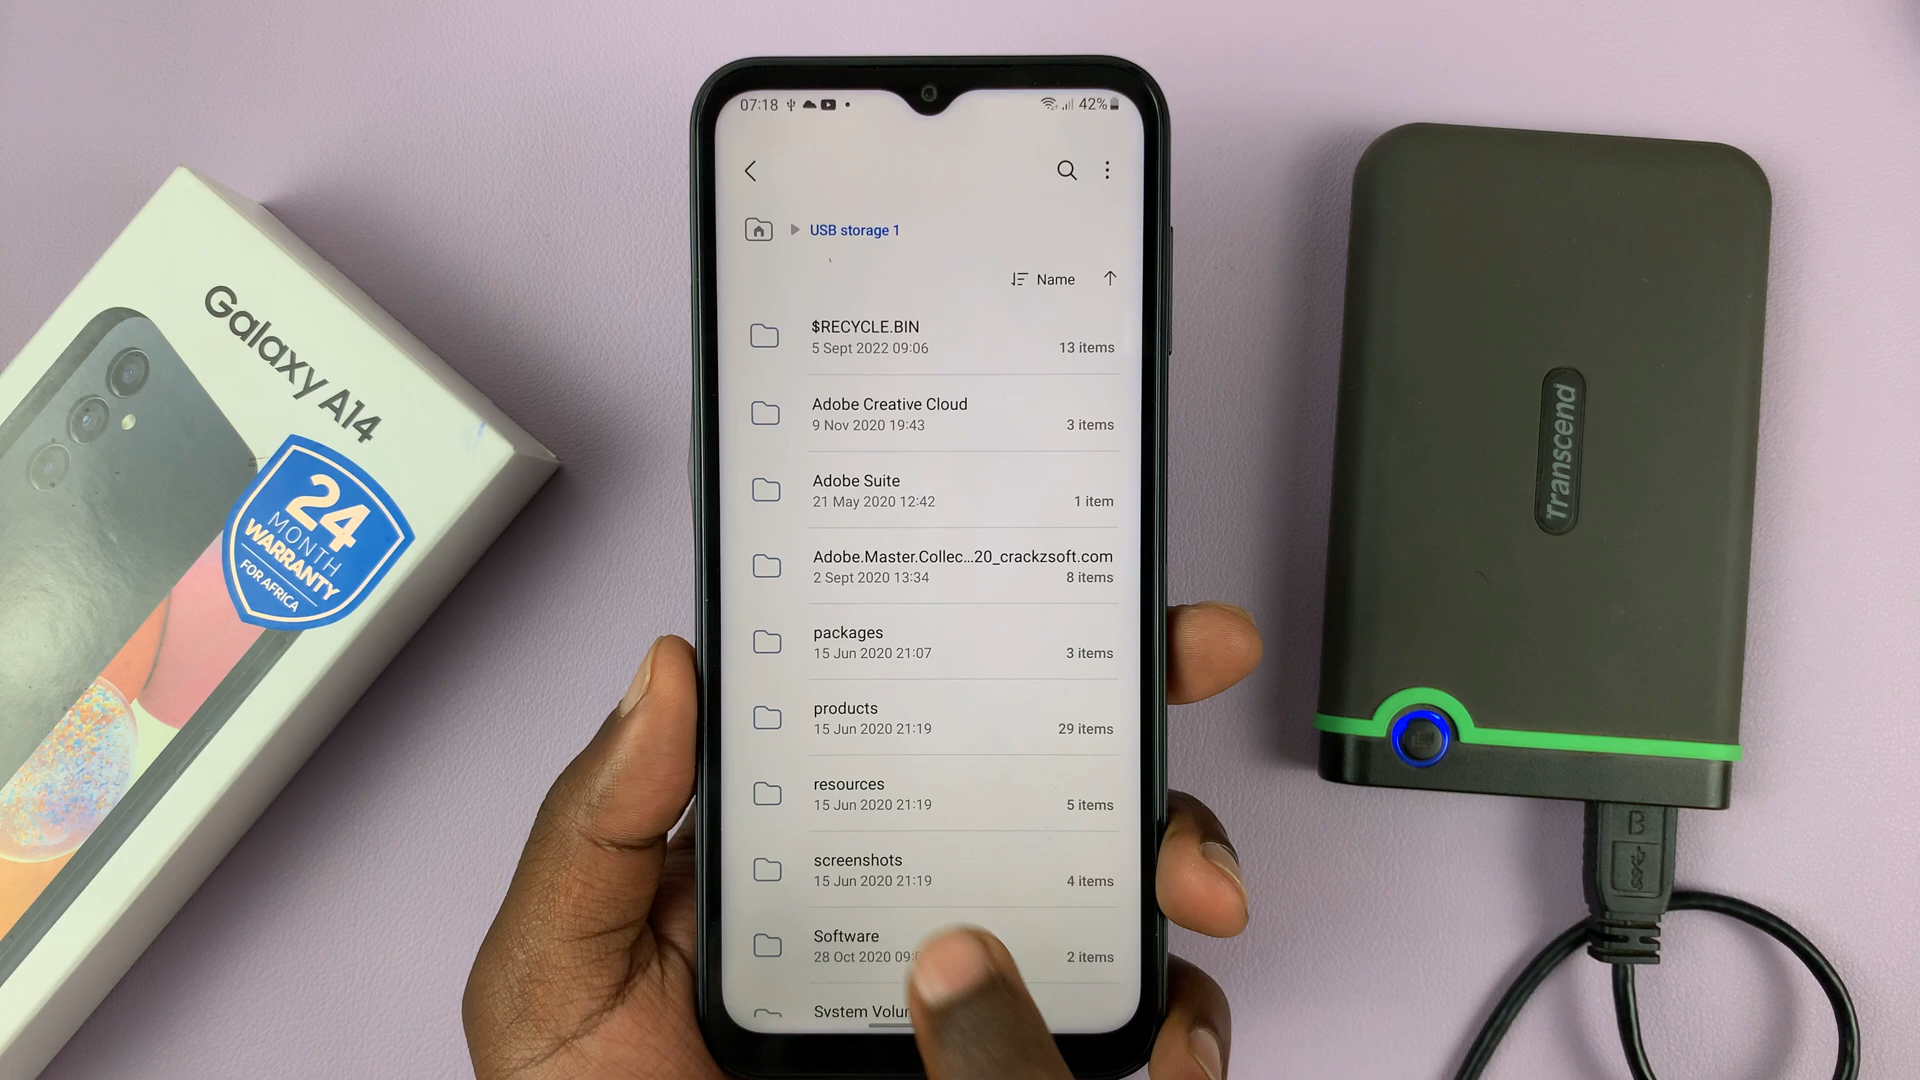 Galaxy A14
24
MONTH
WARRANTY
FOR AFRICA
07:18
42%
USB storage 1
Name
$RECYCLE.BIN
5 Sept 2022 09:06
13 items
Adobe Creative Cloud
9 Nov 2020 19:43
3 items
Adobe Suite
21 May 2020 12:42
1 item
Adobe.Master.Collec...20_crackzsoft.com
2 Sept 2020 13:34
8 items
packages
15 Jun 2020 21:07
3 items
products
15 Jun 2020 21:19
29 items
resources
15 Jun 2020 21:19
5 items
screenshots
15 Jun 2020 21:19
4 items
Software
28 Oct 2020
2 items
System
Transcend
B